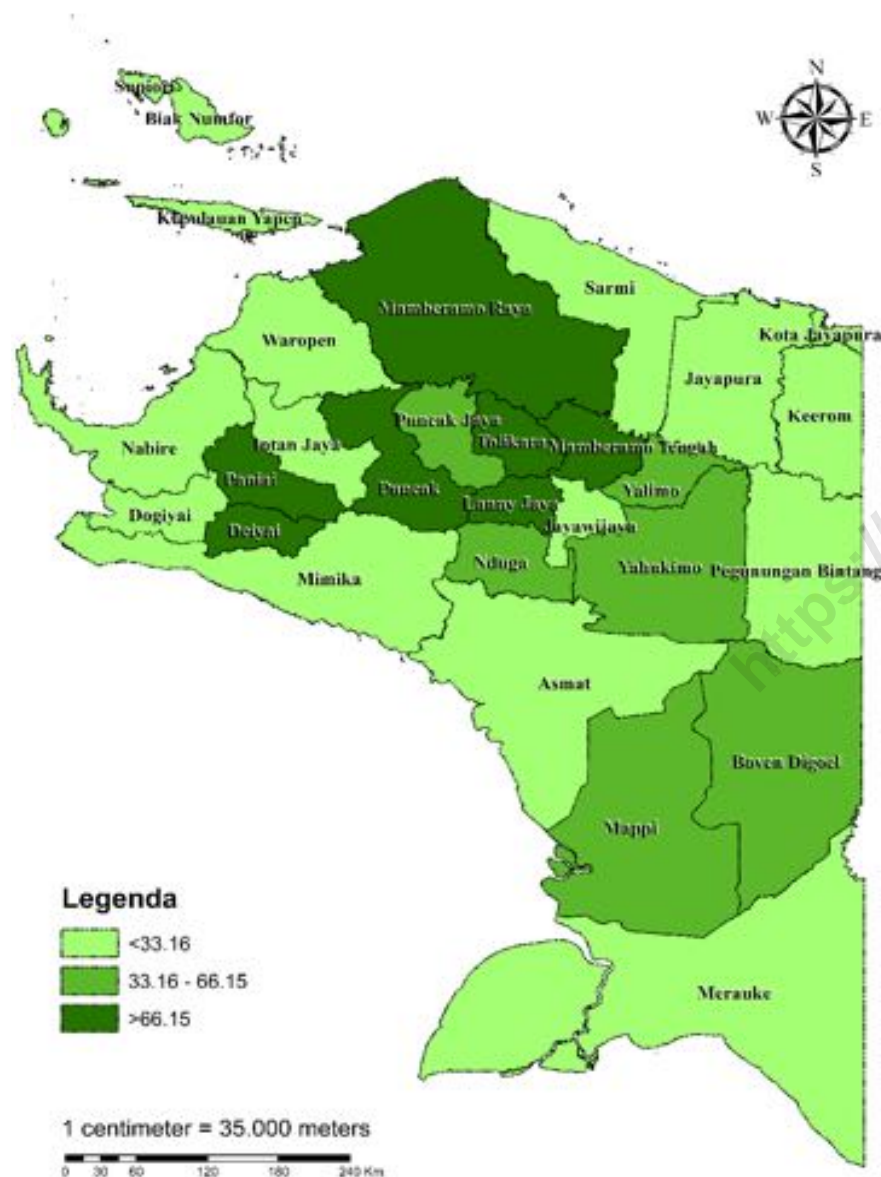 N
W E
S
Supiori
Biak Numfor
Kepulauan Yapen
Mamberamo Raya
Sarmi
Waropen
Kota Jayapura
Jayapura
Keerom
Puncak Jaya
Nabire
Intan Jaya
Tolikara
Mamberamo Tengah
Paniai
Puncak
Yalimo
Dogiyai
Lanny Jaya
Deiyai
Jayawijaya
Nduga
Yahukimo
Pegunungan Bintang
Mimika
Asmat
Boven Digoel
Mappi
Merauke
https://
Legenda
<33.16
33.16 - 66.15
>66.15
1 centimeter = 35.000 meters
0 30 60 120 180 240 Km